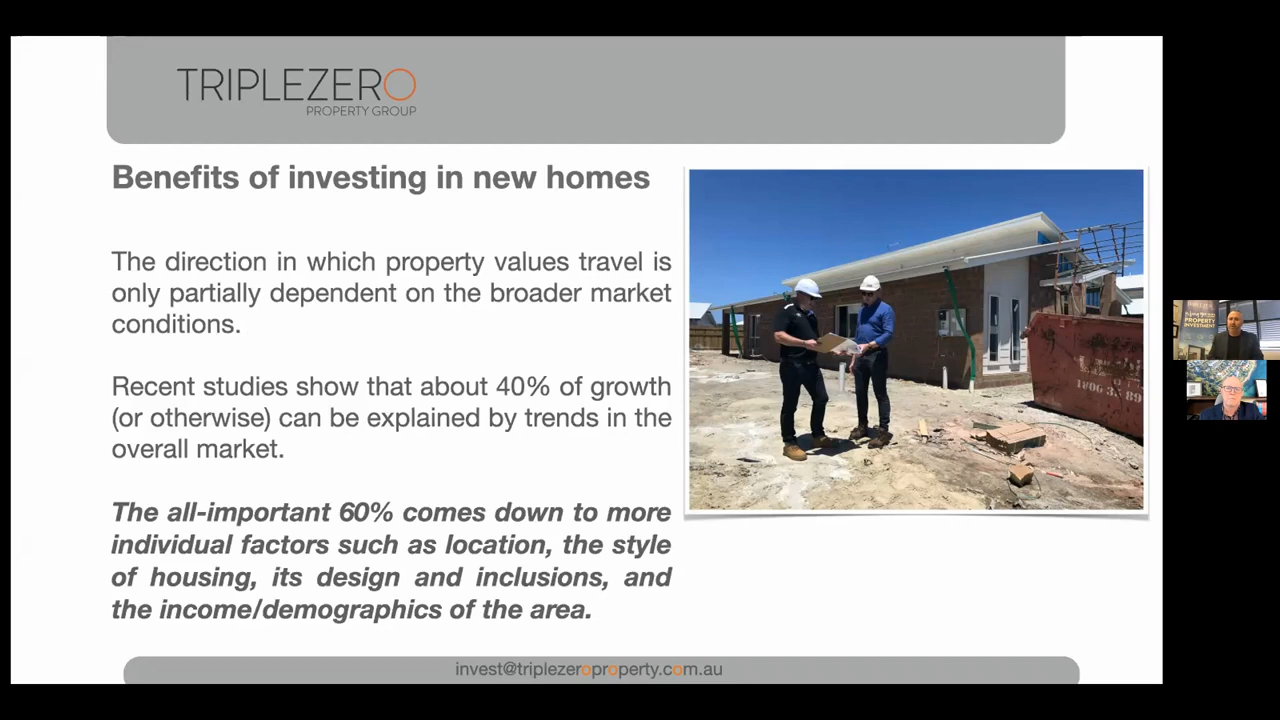 TRIPLEZERO
PROPERTY GROUP
Benefits of investing in new homes
The direction in which property values travel is
only partially dependent on the broader market
conditions.
Recent studies show that about 40% of growth
(or otherwise) can be explained by trends in the
overall market.
The all-important 60% comes down to more
individual factors such as location, the style
of housing, its design and inclusions, and
the income/demographics of the area.
invest@triplezeroproperty.com.au
PROPERTY
INVESTMENT